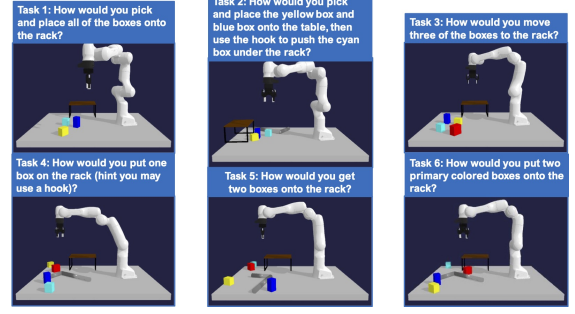 Task 1: How would you pick
and place all of the boxes onto
the rack?
Task 2: How would you pick
and place the yellow box and
blue box onto the table, then
use the hook to push the cyan
box under the rack?
Task 3: How would you move
three of the boxes to the rack?
Task 4: How would you put one
box on the rack (hint you may
use a hook)?
Task 5: How would you get
two boxes onto the rack?
Task 6: How would you put two
primary colored boxes onto the
rack?